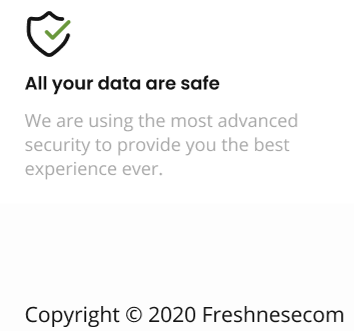 All your data are safe
We are using the most advanced
security to provide you the best
experience ever.
Copyright © 2020 Freshnesecom